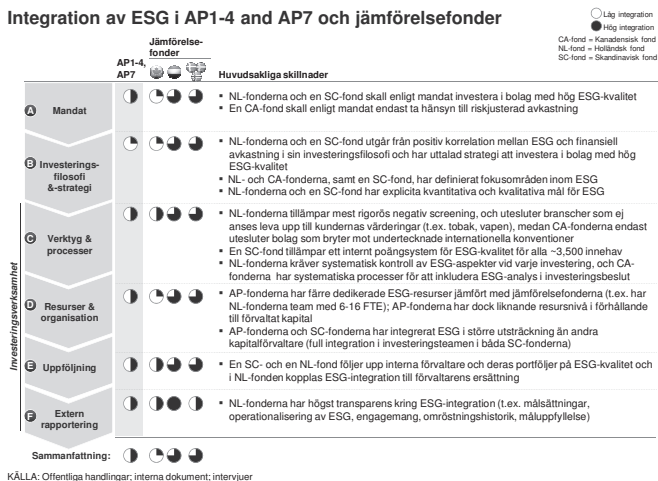 Integration av ESG i AP1-4 and AP7 och jämförelsefonder
Låg integration
Hög integration
CA-fond = Kanadensisk fond
NL-fond = Holländsk fond
SC-fond = Skandinavisk fond
Jämförelse-
fonder
AP1-4,
AP7
Huvudsakliga skillnader
A Mandat
▪ NL-fonderna och en SC-fond skall enligt mandat investera i bolag med hög ESG-kvalitet
▪ En CA-fond skall enligt mandat endast ta hänsyn till riskjusterad avkastning
B Investerings-
filosofi
&-strategi
▪ NL-fonderna och en SC-fond utgår från positiv korrelation mellan ESG och finansiell
avkastning i sin investeringsfilosofi och har uttalad strategi att investera i bolag med hög
ESG-kvalitet
▪ NL- och CA-fonderna, samt en SC-fond, har definierat fokusområden inom ESG
▪ NL-fonderna och en SC-fond har explicita kvantitativa och kvalitativa mål för ESG
Investeringsverksamhet
C Verktyg &
processer
▪ NL-fonderna tillämpar mest rigorös negativ screening, och utesluter branscher som ej
anses leva upp till kundernas värderingar (t.ex. tobak, vapen), medan CA-fonderna endast
utesluter bolag som bryter mot undertecknade internationella konventioner
▪ En SC-fond tillämpar ett internt poängsystem för ESG-kvalitet för alla ~3,500 innehav
▪ NL-fonderna kräver systematisk kontroll av ESG-aspekter vid varje investering, och CA-
fonderna har systematiska processer för att inkludera ESG-analys i investeringsbeslut
D Resurser &
organisation
▪ AP-fonderna har färre dedikerade ESG-resurser jämfört med jämförelsefonderna (t.ex. har
NL-fonderna team med 6-16 FTE); AP-fonderna har dock liknande resursnivå i förhållande
till förvaltat kapital
▪ AP-fonderna och SC-fonderna har integrerat ESG i större utsträckning än andra
kapitalförvaltare (full integration i investeringsteamen i båda SC-fonderna)
E Uppföljning
▪ En SC- och en NL-fond följer upp interna förvaltare och deras portföljer på ESG-kvalitet och
i NL-fonden kopplas ESG-integration till förvaltarens ersättning
F Extern
rapportering
▪ NL-fonderna har högst transparens kring ESG-integration (t.ex. målsättningar,
operationalisering av ESG, engagemang, omröstningshistorik, måluppfyllelse)
Sammanfattning:
KÄLLA: Offentliga handlingar; interna dokument; intervjuer